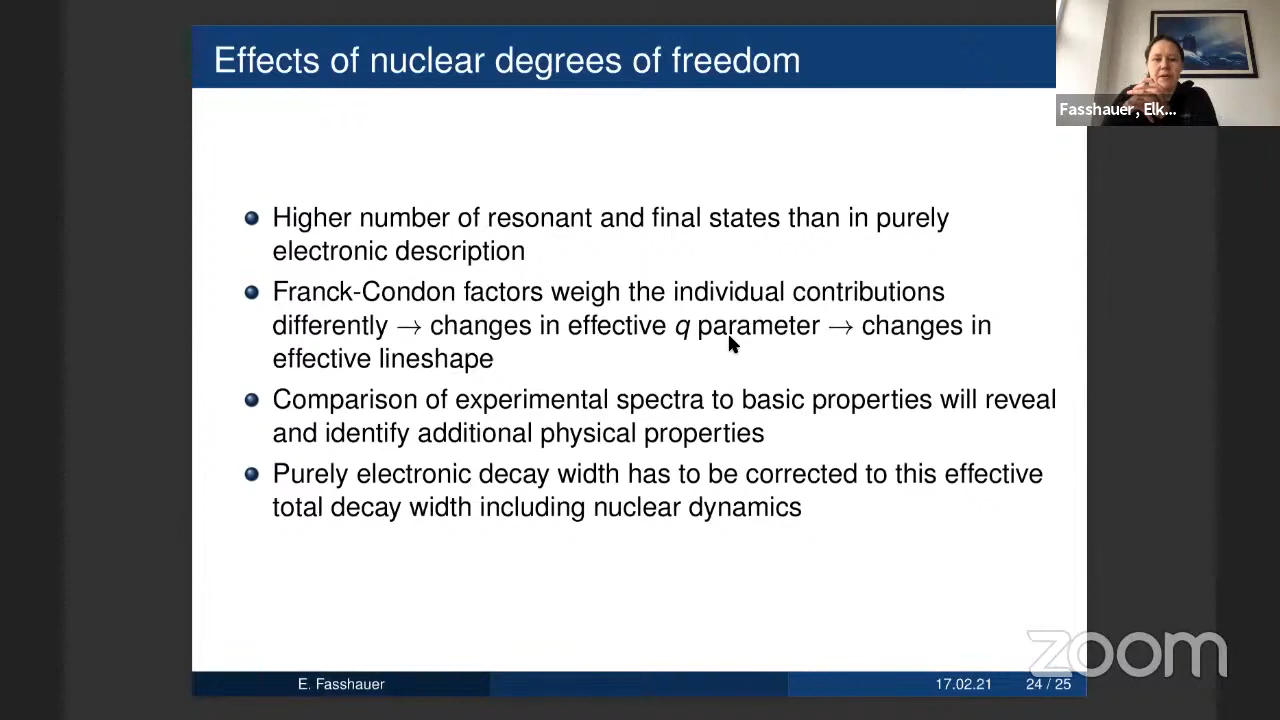 Effects of nuclear degrees of freedom
Fasshauer, Elk...
Higher number of resonant and final states than in purely
electronic description
Franck-Condon factors weigh the individual contributions
differently → changes in effective q parameter → changes in
effective lineshape
Comparison of experimental spectra to basic properties will reveal
and identify additional physical properties
Purely electronic decay width has to be corrected to this effective
total decay width including nuclear dynamics
zoom
E. Fasshauer
17.02.21
24 / 25